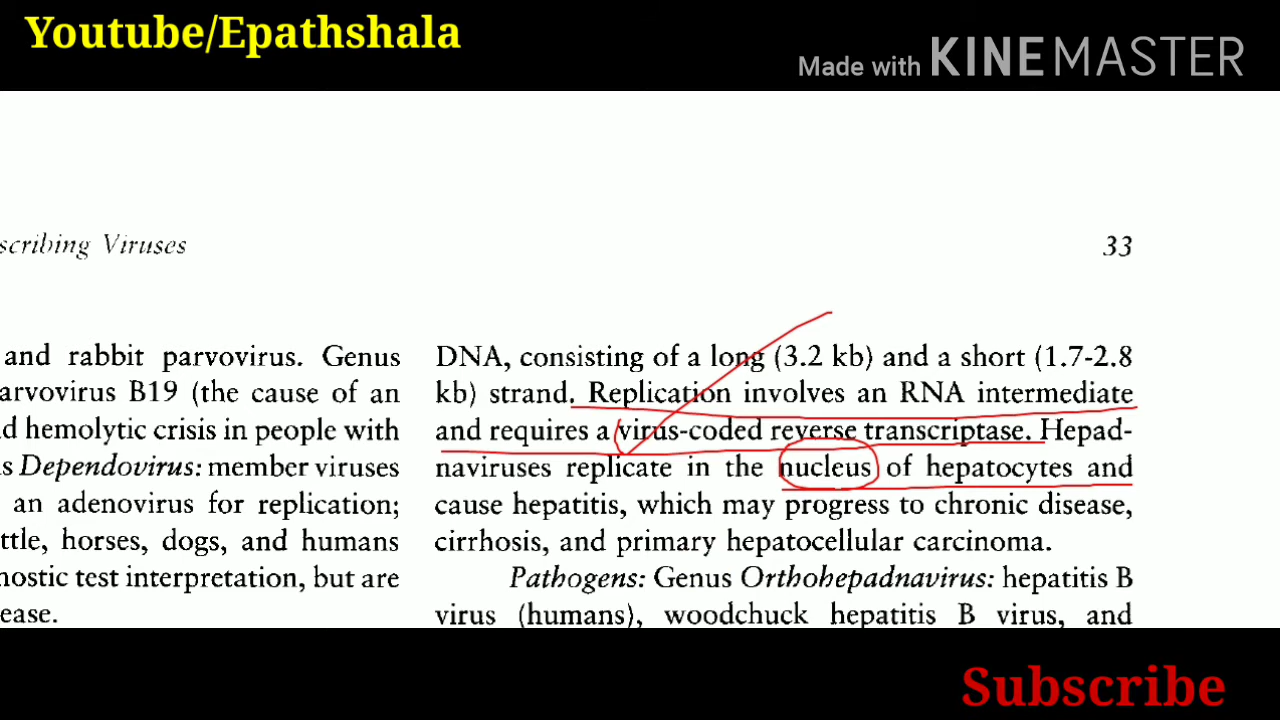 Youtube/Epathshala
Made with KINEMASTER
scribing Viruses
33
and rabbit parvovirus. Genus
arvovirus B19 (the cause of an
d hemolytic crisis in people with
s Dependovirus: member viruses
an adenovirus for replication;
ttle, horses, dogs, and humans
nostic test interpretation, but are
ease.
DNA, consisting of a long (3.2 kb) and a short (1.7-2.8
kb) strand. Replication involves an RNA intermediate
and requires a virus-coded reverse transcriptase. Hepad-
naviruses replicate in the nucleus of hepatocytes and
cause hepatitis, which may progress to chronic disease,
cirrhosis, and primary hepatocellular carcinoma.
Pathogens: Genus Orthohepadnavirus: hepatitis B
virus (humans), woodchuck hepatitis B virus, and
Subscribe